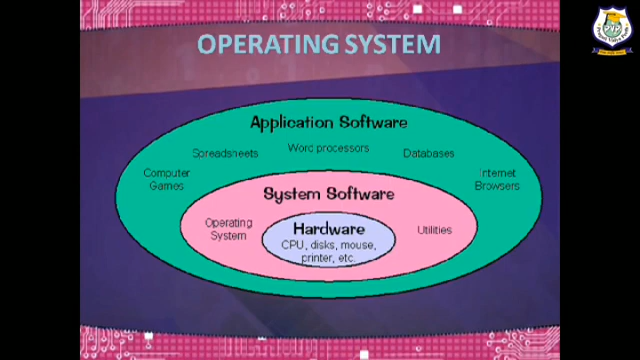 OPERATING SYSTEM
Application Software
Spreadsheets
Word processors
Databases
Computer
Games
Internet
Browsers
System Software
Operating
System
Utilities
Hardware
CPU, disks, mouse,
printer, etc.